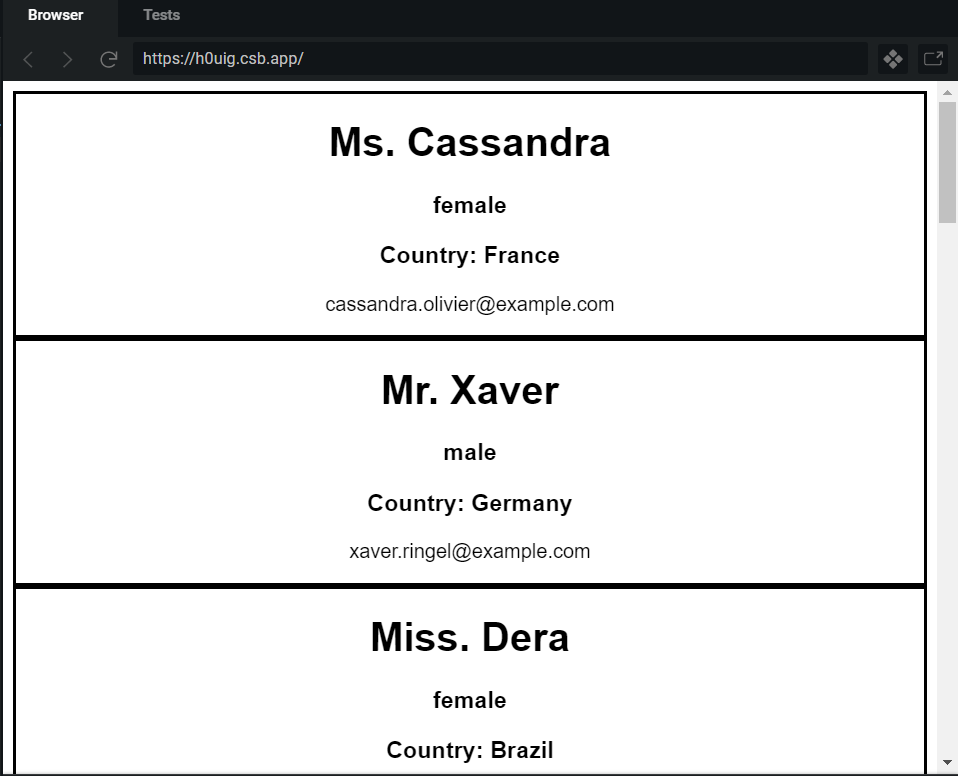 Browser Tests
https://h0uig.csb.app/
Ms. Cassandra
female
Country: France
cassandra.olivier@example.com
Mr. Xaver
male
Country: Germany
xaver.ringel@example.com
Miss. Dera
female
Country: Brazil